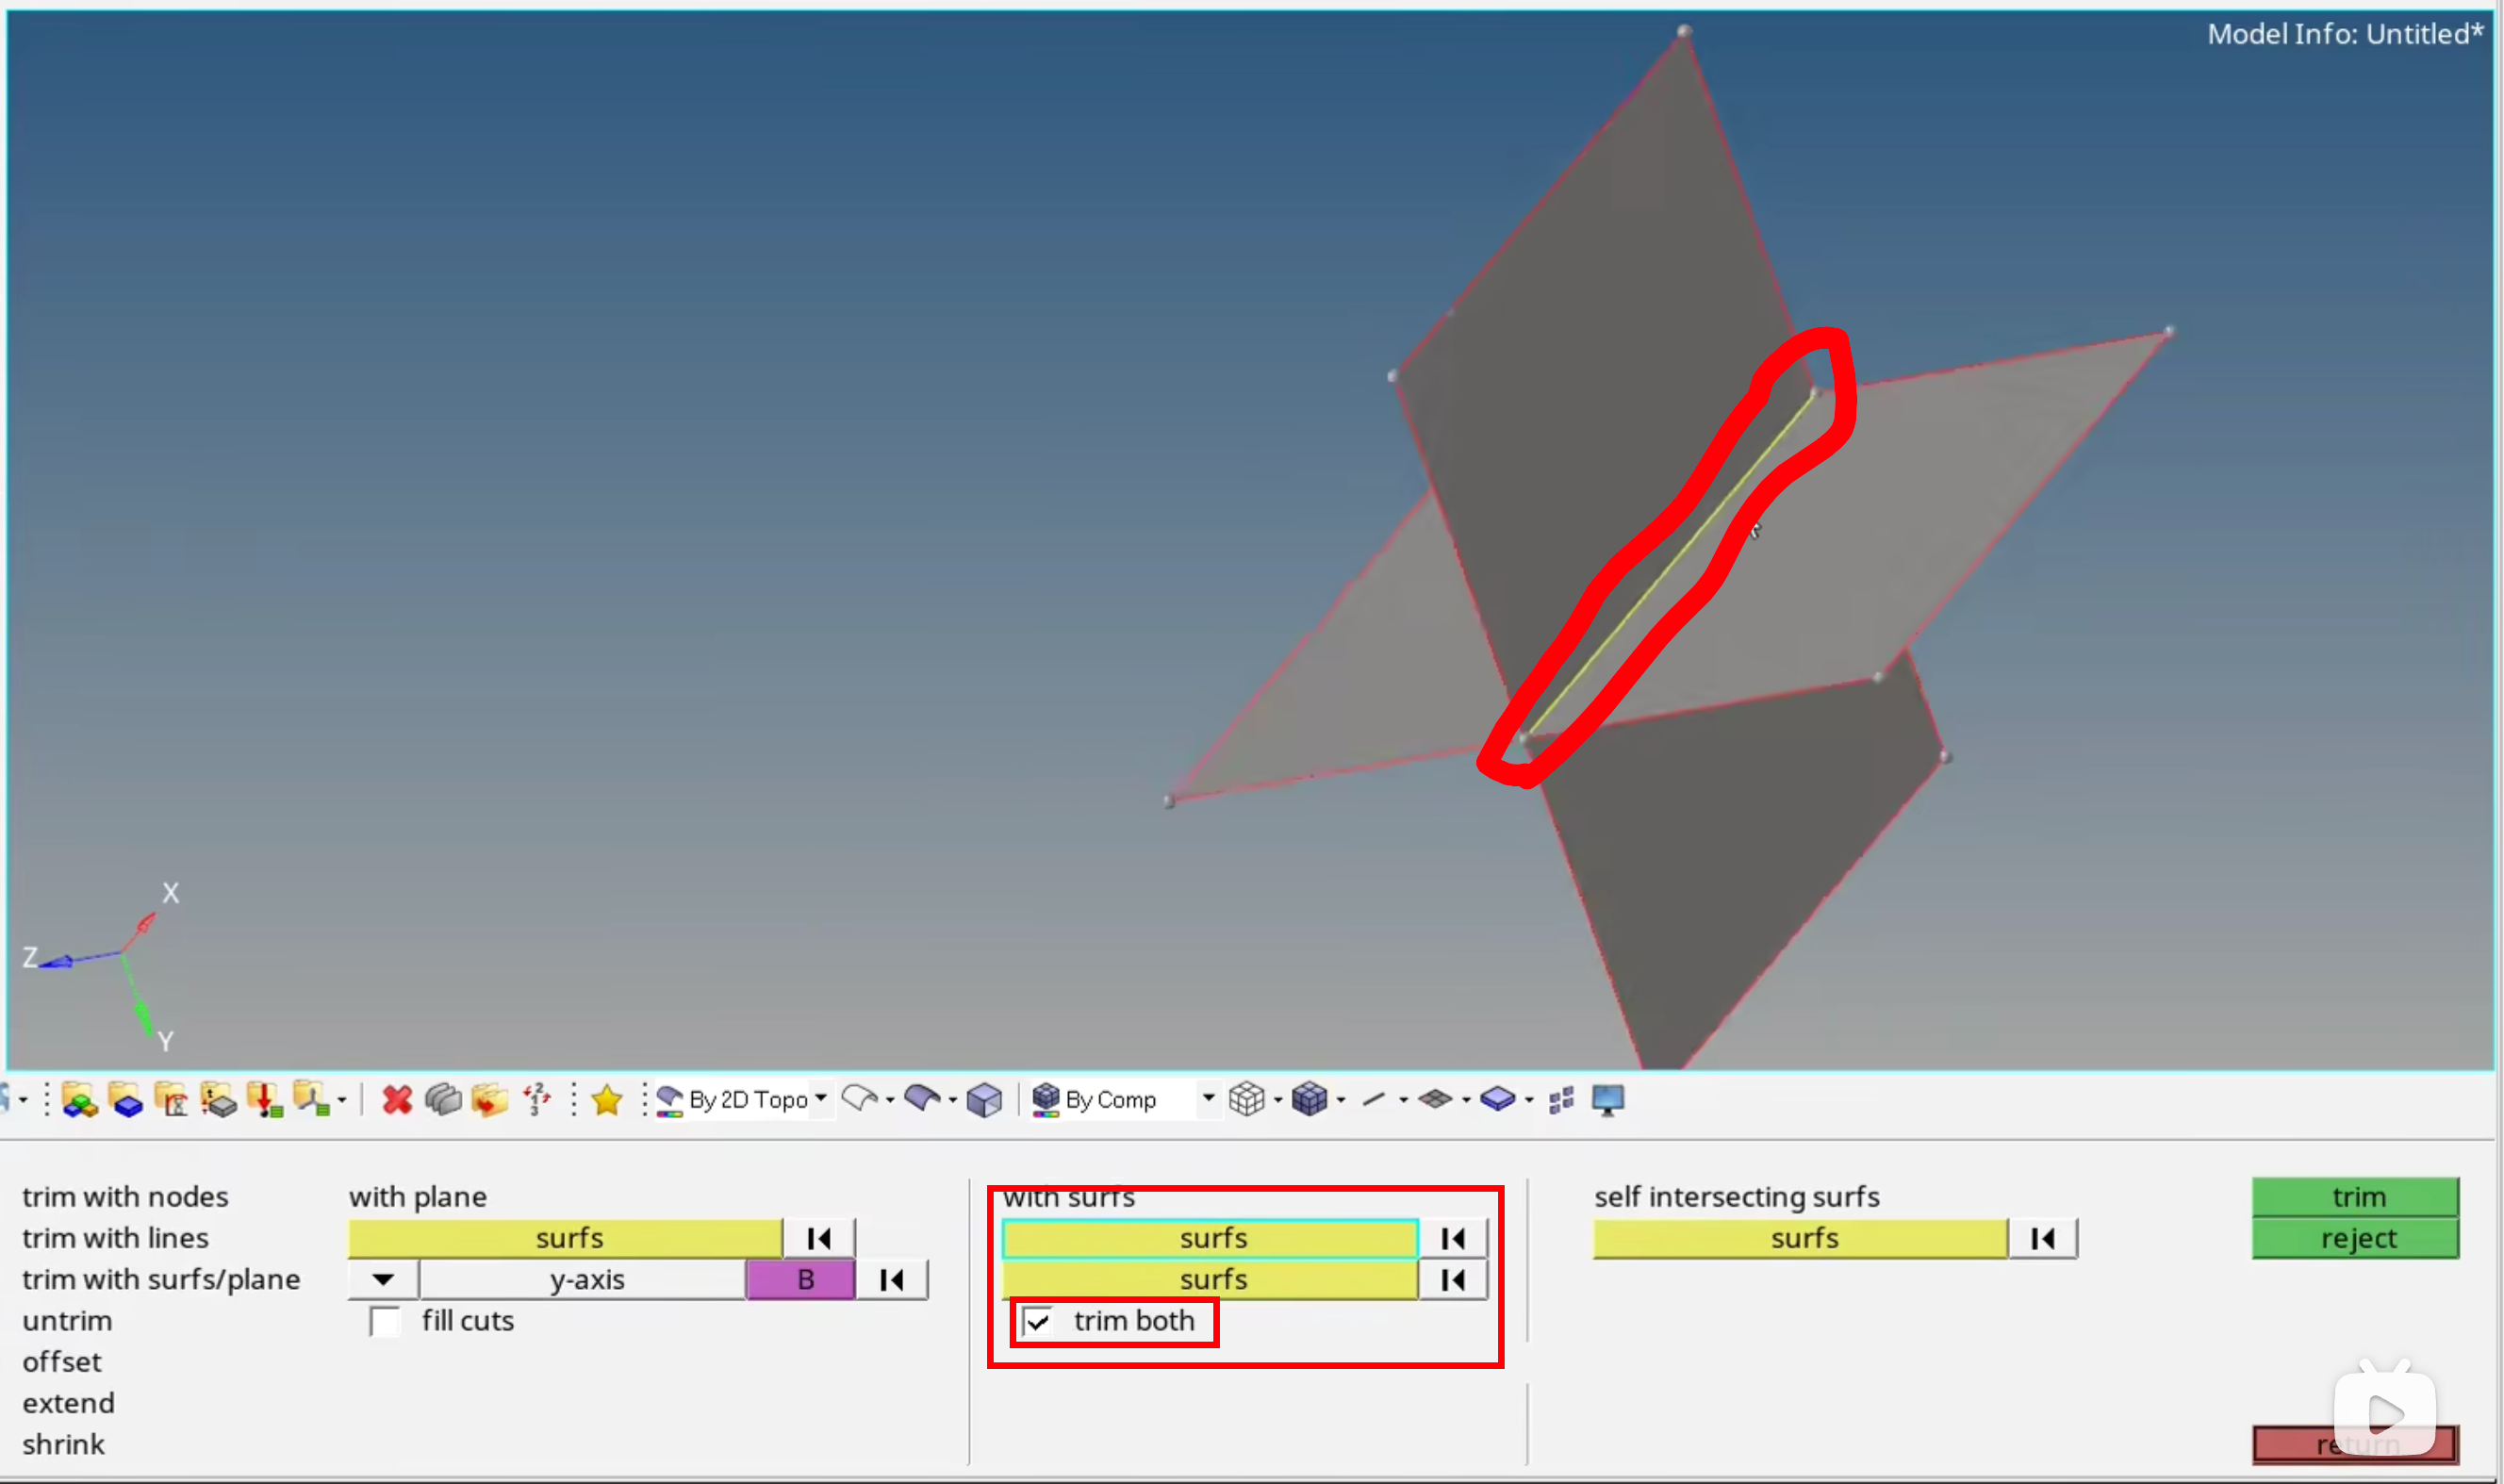 Model Info: Untitled*
X
Z
Y
By 2D Topo
By Comp
trim with nodes
trim with lines
trim with surfs/plane
untrim
offset
extend
shrink
with plane
surfs
y-axis B
fill cuts
with surfs
surfs
surfs
trim both
self intersecting surfs
surfs
trim
reject
return